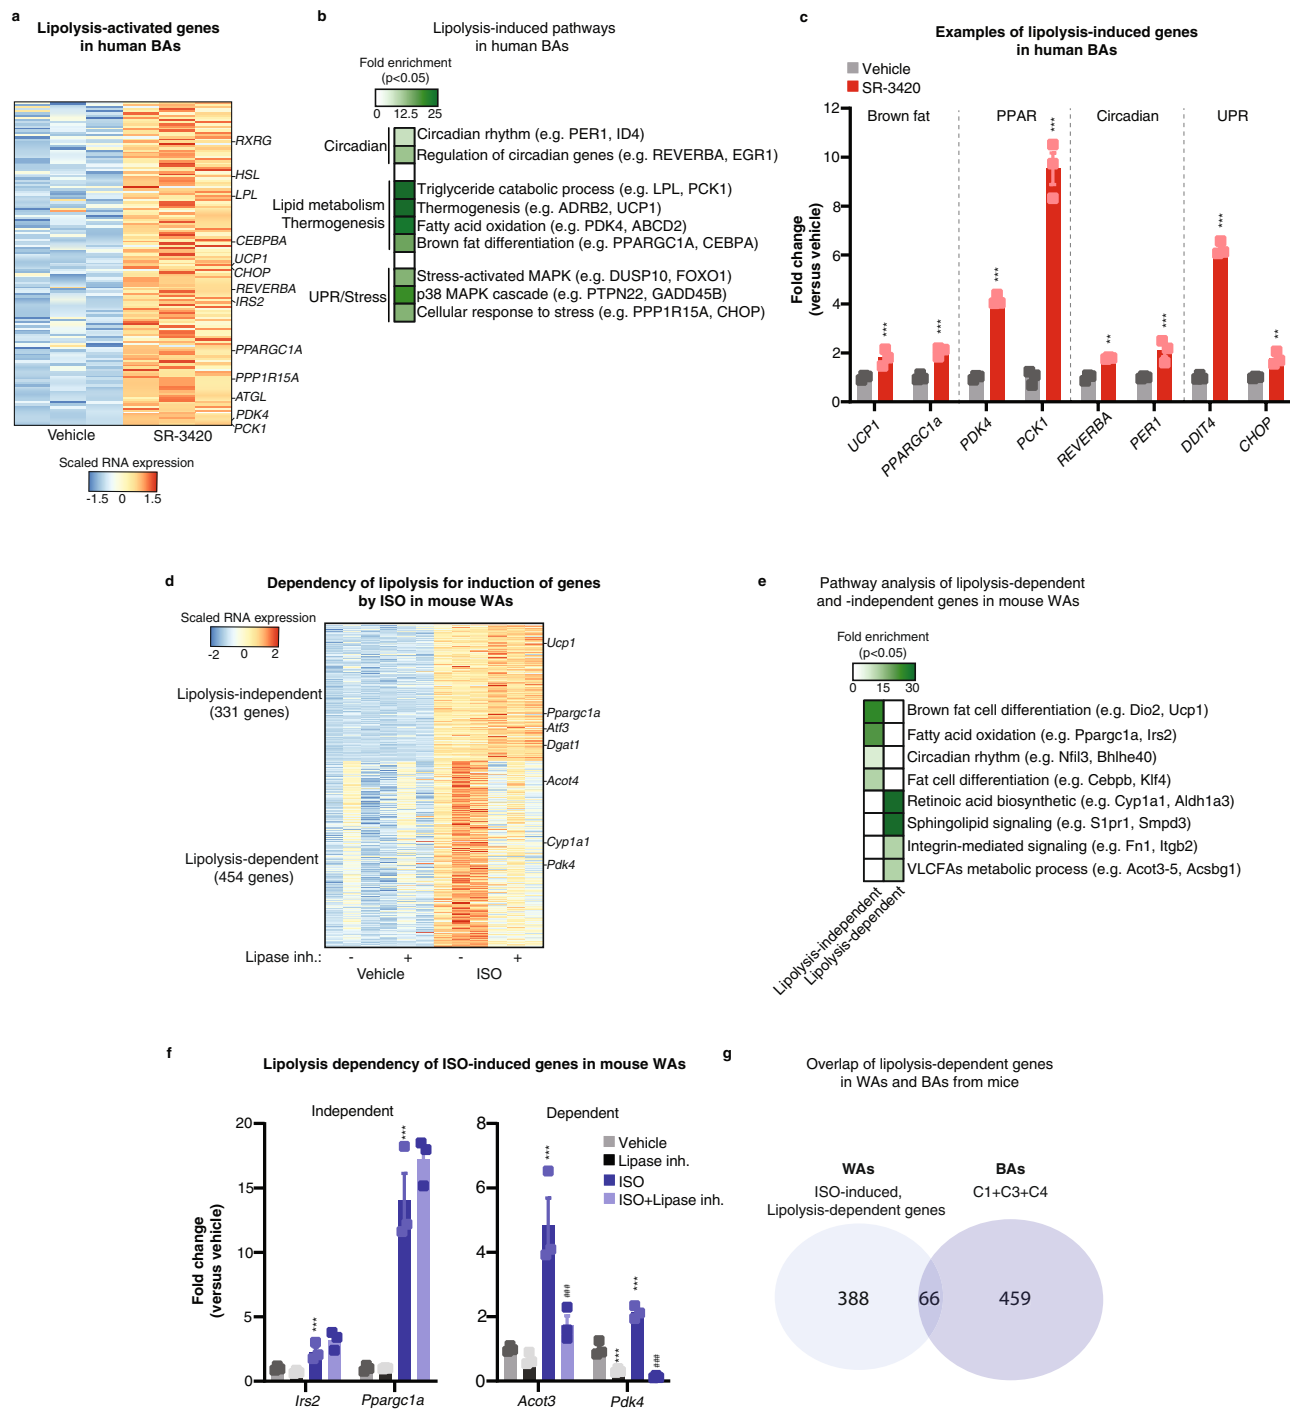 a
Lipolysis-activated genes
in human BAs
RXRG
HSL
LPL
CEBPBA
UCP1
CHOP
REVERBA
IRS2
PPARGC1A
PPP1R15A
ATGL
PDK4
PCK1
Vehicle SR-3420
Scaled RNA expression
-1.5 0 1.5
b
Lipolysis-induced pathways
in human BAs
Fold enrichment
(p<0.05)
0 12.5 25
Circadian
Circadian rhythm (e.g. PER1, ID4)
Regulation of circadian genes (e.g. REVERBA, EGR1)
Lipid metabolism
Thermogenesis
Triglyceride catabolic process (e.g. LPL, PCK1)
Thermogenesis (e.g. ADRB2, UCP1)
Fatty acid oxidation (e.g. PDK4, ABCD2)
Brown fat differentiation (e.g. PPARGC1A, CEBPA)
UPR/Stress
Stress-activated MAPK (e.g. DUSP10, FOXO1)
p38 MAPK cascade (e.g. PTPN22, GADD45B)
Cellular response to stress (e.g. PPP1R15A, CHOP)
c
Examples of lipolysis-induced genes
in human BAs
Vehicle
SR-3420
Brown fat PPAR Circadian UPR
Fold change
(versus vehicle)
12
10
8
6
4
2
0
*** *** *** *** ** *** *** **
UCP1 PPARGC1a PDK4 PCK1 REVERBA PER1 DDIT4 CHOP
d
Dependency of lipolysis for induction of genes
by ISO in mouse WAs
Scaled RNA expression
-2 0 2
Lipolysis-independent
(331 genes)
Lipolysis-dependent
(454 genes)
Ucp1
Ppargc1a
Atf3
Dgat1
Acot4
Cyp1a1
Pdk4
Lipase inh.: - + - +
Vehicle ISO
e
Pathway analysis of lipolysis-dependent
and -independent genes in mouse WAs
Fold enrichment
(p<0.05)
0 15 30
Brown fat cell differentiation (e.g. Dio2, Ucp1)
Fatty acid oxidation (e.g. Ppargc1a, Irs2)
Circadian rhythm (e.g. Nfil3, Bhlhe40)
Fat cell differentiation (e.g. Cebpb, Klf4)
Retinoic acid biosynthetic (e.g. Cyp1a1, Aldh1a3)
Sphingolipid signaling (e.g. S1pr1, Smpd3)
Integrin-mediated signaling (e.g. Fn1, Itgb2)
VLCFAs metabolic process (e.g. Acot3-5, Acsbg1)
Lipolysis-independent
Lipolysis-dependent
f
Lipolysis dependency of ISO-induced genes in mouse WAs
Independent
Fold change
(versus vehicle)
20
15
10
5
0
*** ***
Irs2 Ppargc1a
Dependent
Vehicle
Lipase inh.
ISO
ISO+Lipase inh.
8
6
4
2
0
*** ### *** *** ###
Acot3 Pdk4
g
Overlap of lipolysis-dependent genes
in WAs and BAs from mice
WAs BAs
ISO-induced, C1+C3+C4
Lipolysis-dependent genes
388 66 459